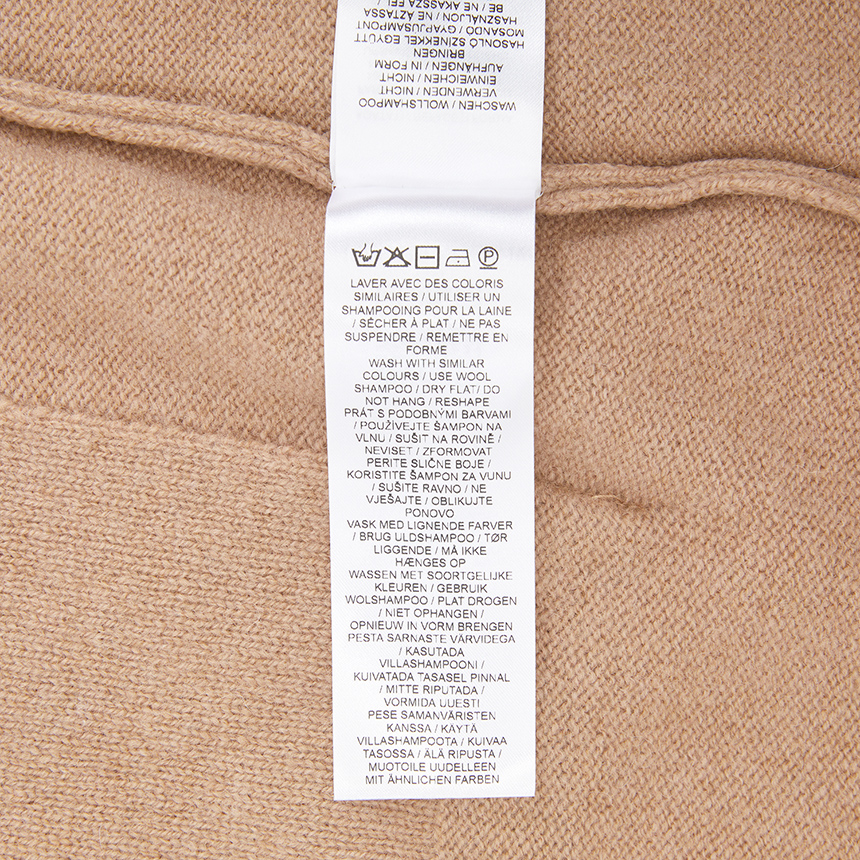 WASCHEN / WOLLSHAMPOO
VERWENDEN / NICHT
EINWEICHEN / NICHT
AUFHÄNGEN / IN FORM
BRINGEN
HASONLÓ SZÍNEKKEL EGYÜTT
MOSANDÓ / GYAPJÚSAMPONT
HASZNÁLJON / NE ÁZTASSA
BE / NE AKASSZA FEL /
P
LAVER AVEC DES COLORIS
SIMILAIRES / UTILISER UN
SHAMPOOING POUR LA LAINE
/ SÉCHER À PLAT / NE PAS
SUSPENDRE / REMETTRE EN
FORME
WASH WITH SIMILAR
COLOURS / USE WOOL
SHAMPOO / DRY FLAT/ DO
NOT HANG / RESHAPE
PRÁT S PODOBNÝMI BARVAMI
/ POUŽÍVEJTE ŠAMPON NA
VLNU / SUŠIT NA ROVINĚ /
NEVISET / ZFORMOVAT
PERITE SLIČNE BOJE /
KORISTITE ŠAMPON ZA VUNU
/ SUŠITE RAVNO / NE
VJEŠAJTE / OBLIKUJTE
PONOVO
VASK MED LIGNENDE FARVER
/ BRUG ULDSHAMPOO / TØR
LIGGENDE / MÅ IKKE
HÆNGES OP
WASSEN MET SOORTGELIJKE
KLEUREN / GEBRUIK
WOLSHAMPOO / PLAT DROGEN
/ NIET OPHANGEN /
OPNIEUW IN VORM BRENGEN
PESTA SARNASTE VÄRVIDEGA
/ KASUTADA
VILLASHAMPOONI /
KUIVATADA TASASEL PINNAL
/ MITTE RIPUTADA /
VORMIDA UUESTI
PESE SAMANVÄRISTEN
KANSSA / KÄYTÄ
VILLASHAMPOOTA / KUIVAA
TASOSSA / ÄLÄ RIPUSTA /
MUOTOILE UUDELLEEN
MIT ÄHNLICHEN FARBEN